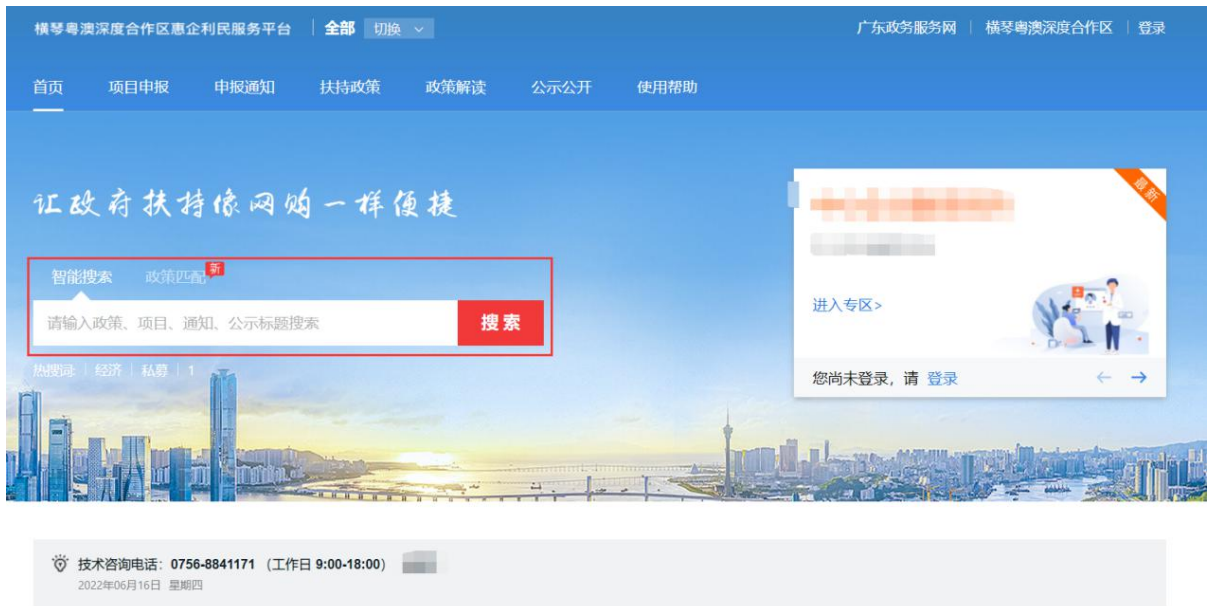 横琴粤澳深度合作区惠企利民服务平台 全部 切换 广东政务服务网 横琴粤澳深度合作区 登录
首页 项目申报 申报通知 扶持政策 政策解读 公示公开 使用帮助
让政府扶持像网购一样便捷
最新
智能搜索 政策匹配 新
请输入政策、项目、通知、公示标题搜索 搜索
进入专区>
热搜词: 经济 私募 1
您尚未登录，请 登录 ← →
技术咨询电话：0756-8841171 （工作日 9:00-18:00）
2022年06月16日 星期四